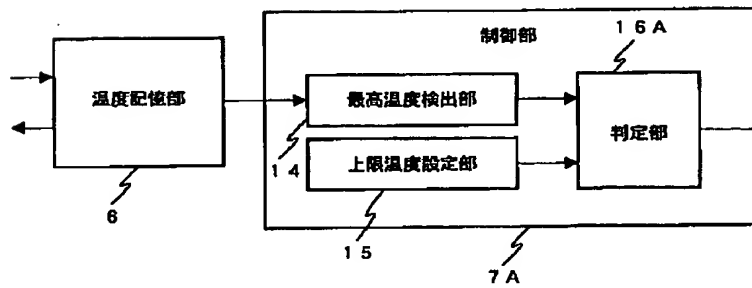 制御部
16A
温度記憶部
最高温度検出部
判定部
14
上限温度設定部
6
15
7A